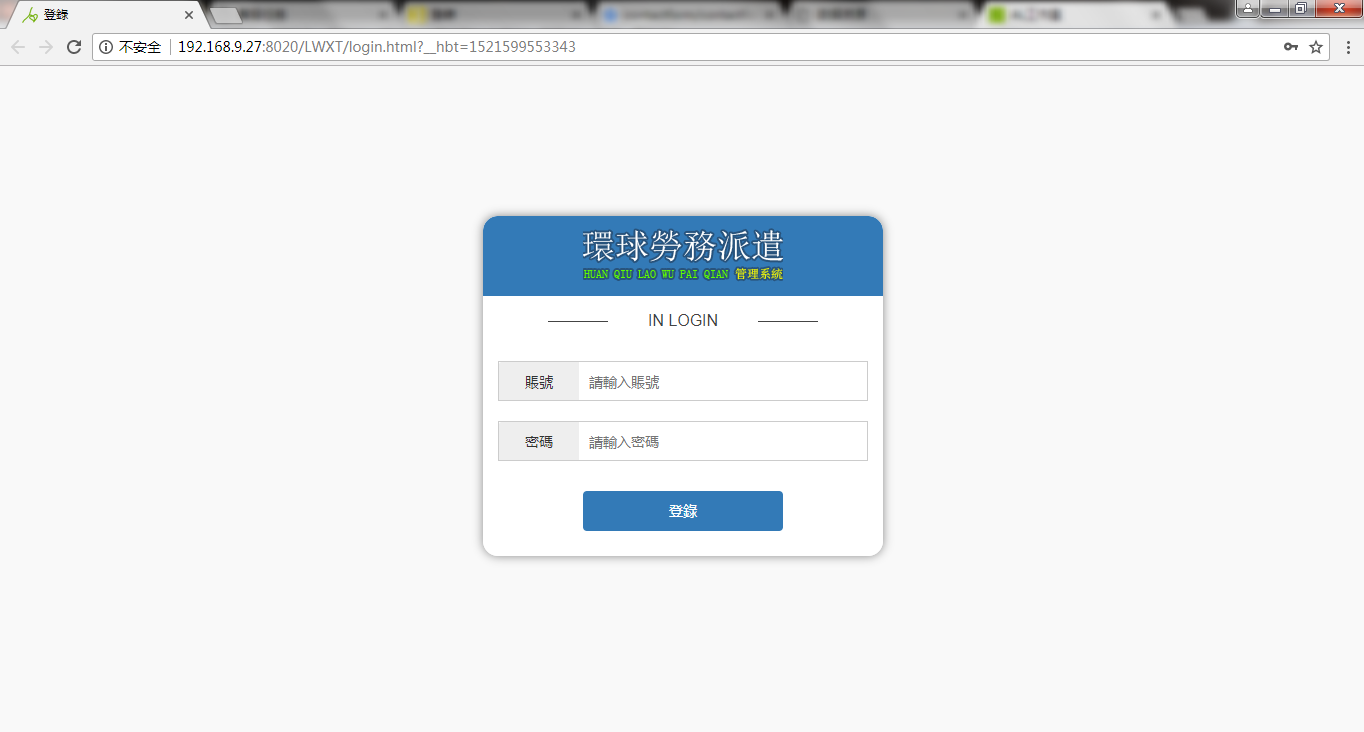 登錄
不安全 192.168.9.27:8020/LWXT/login.html?__hbt=1521599553343
環球勞務派遣
HUAN QIU LAO WU PAI QIAN 管理系統
IN LOGIN
賬號 請輸入賬號
密碼 請輸入密碼
登錄